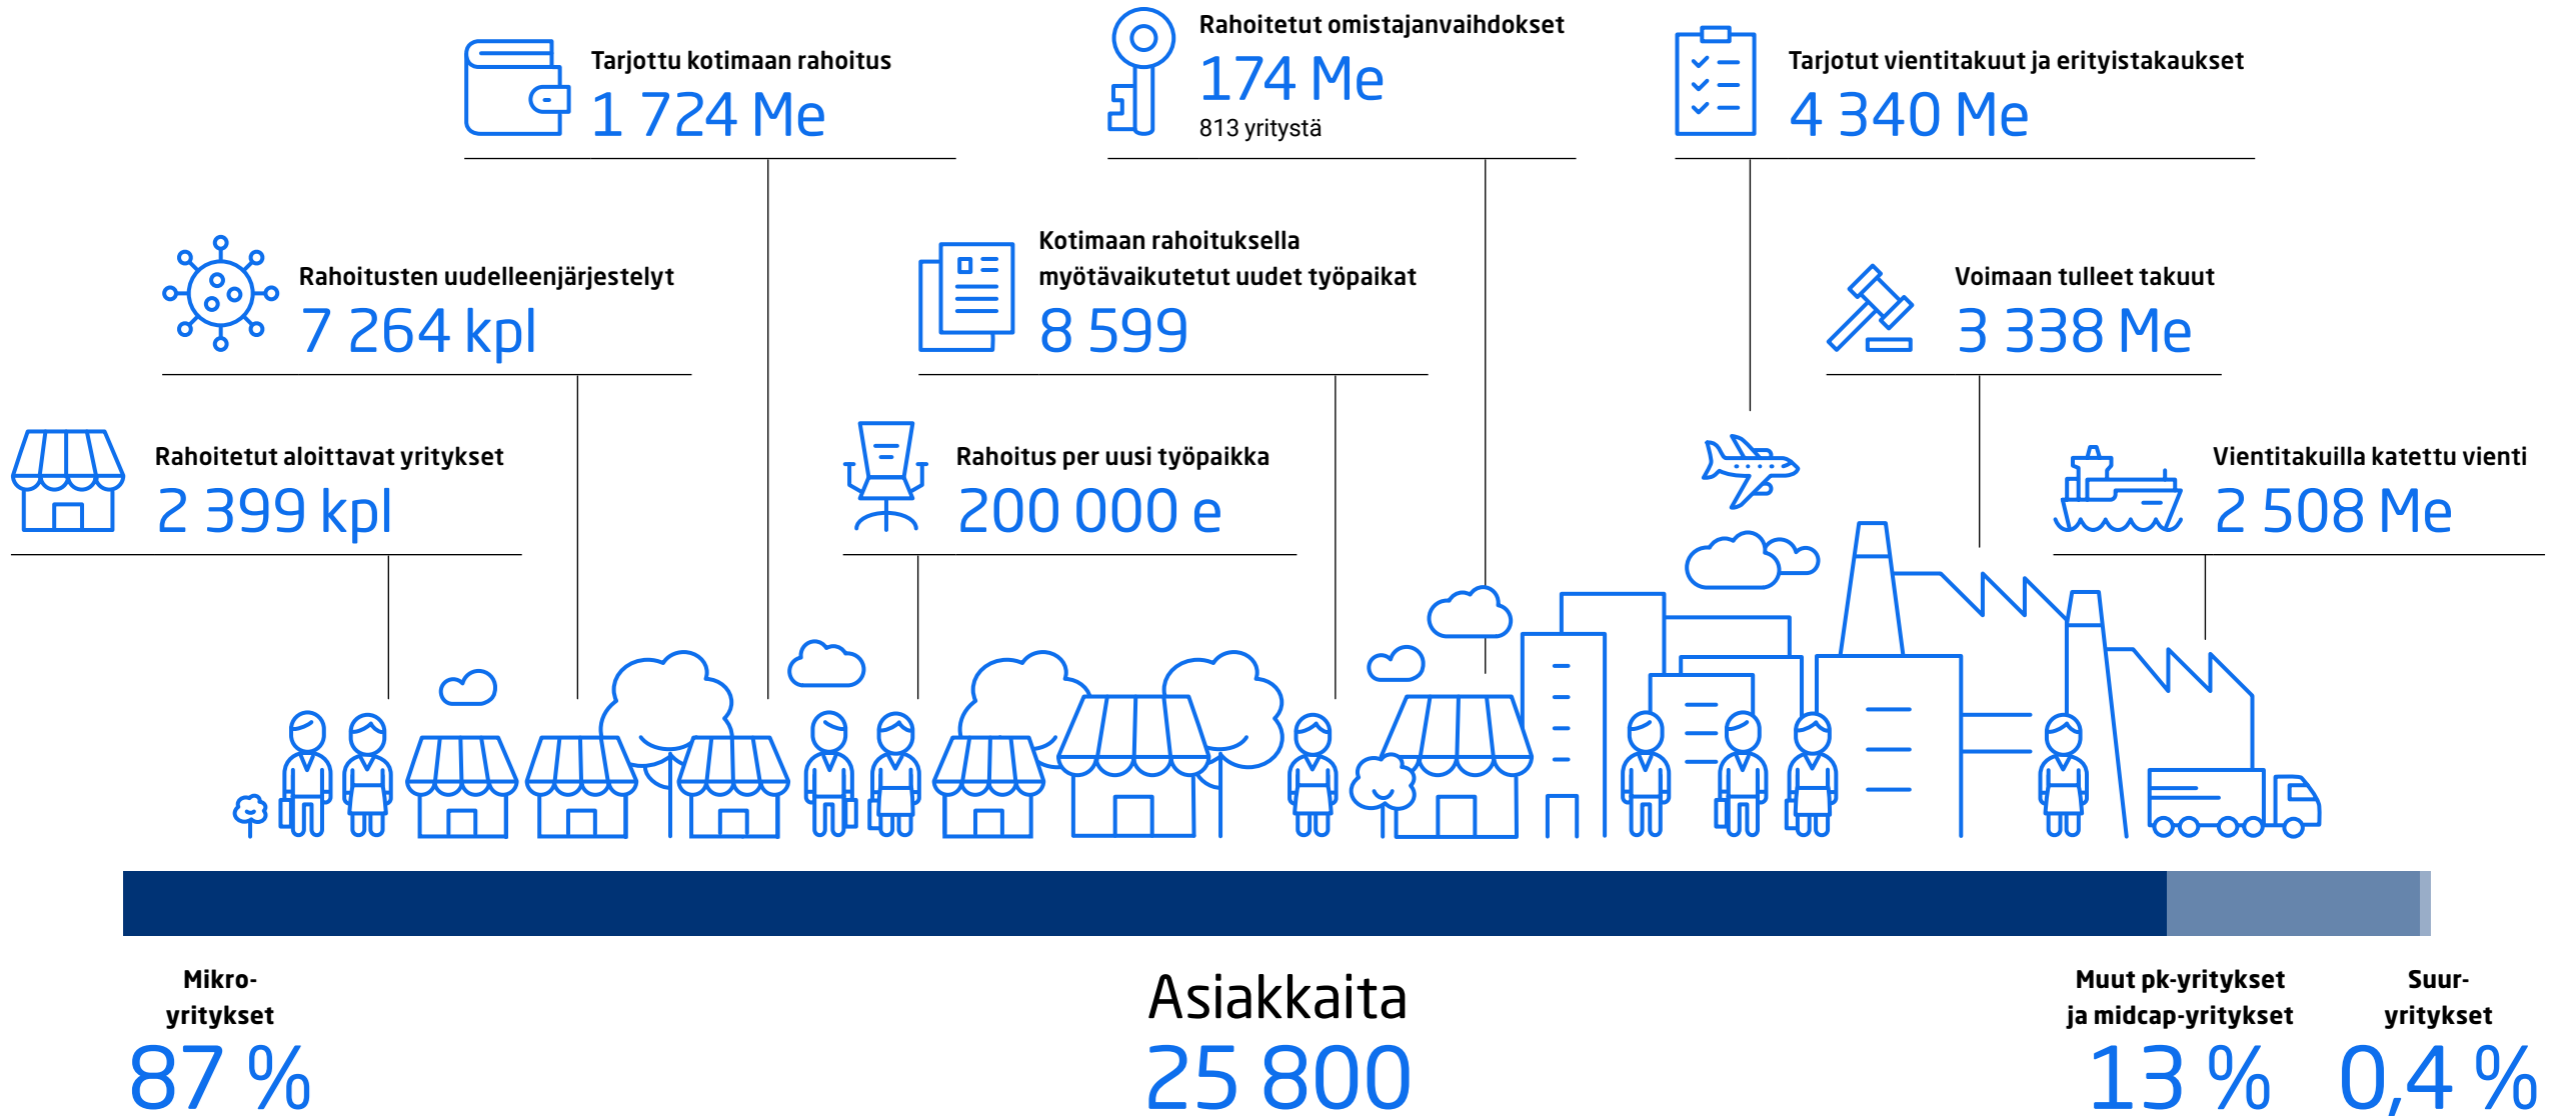 Rahoitetut omistajanvaihdokset
174 Me
813 yritystä
Tarjottu kotimaan rahoitus
1 724 Me
Tarjotut vientitakuut ja erityistakaukset
4 340 Me
Kotimaan rahoituksella
myötävaikutetut uudet työpaikat
8 599
Rahoitusten uudelleenjärjestelyt
7 264 kpl
Voimaan tulleet takuut
3 338 Me
Rahoitetut aloittavat yritykset
2 399 kpl
Rahoitus per uusi työpaikka
200 000 e
Vientitakuilla katettu vienti
2 508 Me
Mikro-
yritykset
87 %
Asiakkaita
25 800
Muut pk-yritykset
ja midcap-yritykset
13 %
Suur-
yritykset
0,4 %